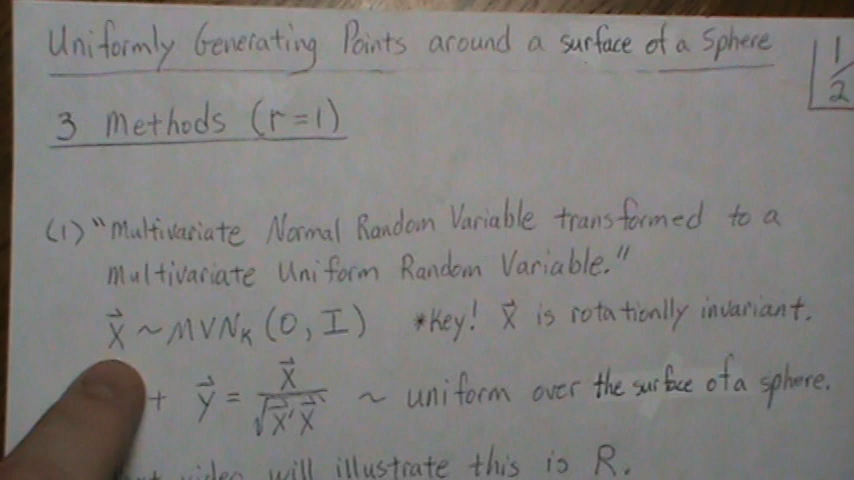 Uniformly Generating Points around a surface of a Sphere
1/2
3 Methods (r=1)
(1) "Multivariate Normal Random Variable transformed to a
Multivariate Uniform Random Variable."
X⃗ ~ MVN_K (0, I) *Key! X⃗ is rotationlly invariant.
+ y⃗ = X⃗ / √(X⃗'X⃗) ~ uniform over the surface of a sphere.
video will illustrate this in R.